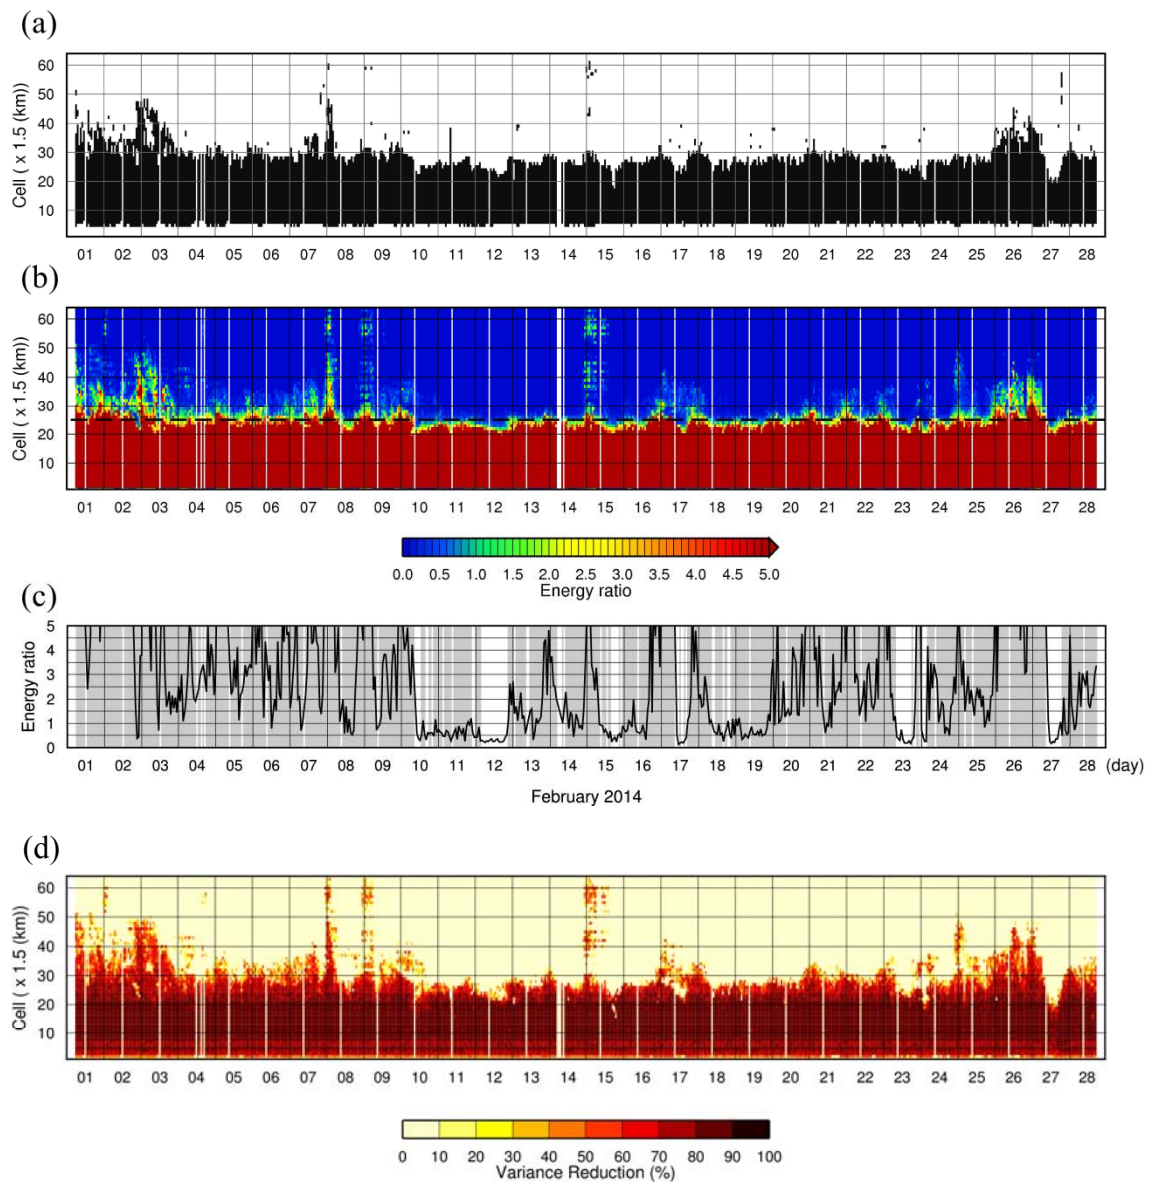 (a)
60
50
40
30
20
10
Cell ( x 1.5 (km))
01 02 03 04 05 06 07 08 09 10 11 12 13 14 15 16 17 18 19 20 21 22 23 24 25 26 27 28
(b)
60
50
40
30
20
10
Cell ( x 1.5 (km))
01 02 03 04 05 06 07 08 09 10 11 12 13 14 15 16 17 18 19 20 21 22 23 24 25 26 27 28
0.0 0.5 1.0 1.5 2.0 2.5 3.0 3.5 4.0 4.5 5.0
Energy ratio
(c)
5
4
3
2
1
0
Energy ratio
01 02 03 04 05 06 07 08 09 10 11 12 13 14 15 16 17 18 19 20 21 22 23 24 25 26 27 28 (day)
February 2014
(d)
60
50
40
30
20
10
Cell ( x 1.5 (km))
01 02 03 04 05 06 07 08 09 10 11 12 13 14 15 16 17 18 19 20 21 22 23 24 25 26 27 28
0 10 20 30 40 50 60 70 80 90 100
Variance Reduction (%)